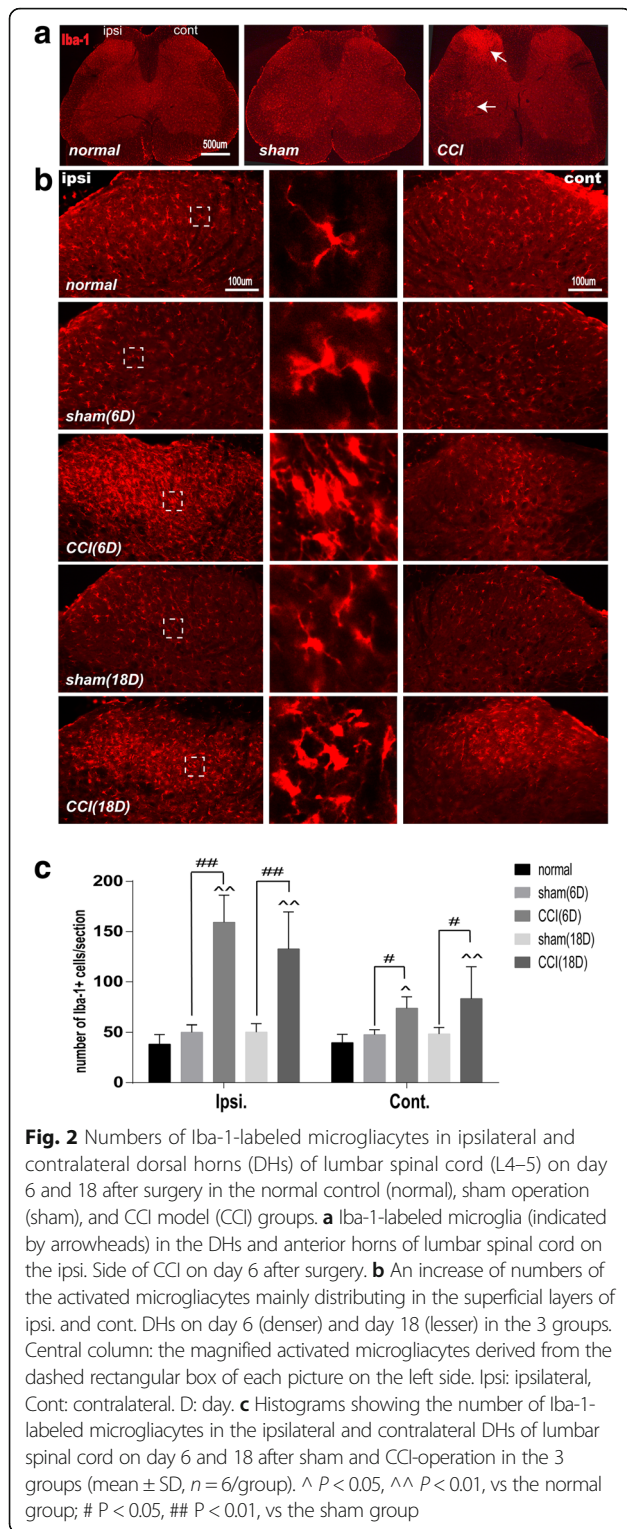 a
Iba-1
ipsi
cont
normal
500um
sham
CCI
b
ipsi
cont
normal
100um
100um
sham(6D)
CCI(6D)
sham(18D)
CCI(18D)
c
number of Iba-1+ cells/section
200
150
100
50
0
##
^^
##
^^
#
^
#
^^
Ipsi.
Cont.
normal
sham(6D)
CCI(6D)
sham(18D)
CCI(18D)
Fig. 2 Numbers of Iba-1-labeled microgliacytes in ipsilateral and
contralateral dorsal horns (DHs) of lumbar spinal cord (L4–5) on day
6 and 18 after surgery in the normal control (normal), sham operation
(sham), and CCI model (CCI) groups. a Iba-1-labeled microglia (indicated
by arrowheads) in the DHs and anterior horns of lumbar spinal cord on
the ipsi. Side of CCI on day 6 after surgery. b An increase of numbers of
the activated microgliacytes mainly distributing in the superficial layers of
ipsi. and cont. DHs on day 6 (denser) and day 18 (lesser) in the 3 groups.
Central column: the magnified activated microgliacytes derived from the
dashed rectangular box of each picture on the left side. Ipsi: ipsilateral,
Cont: contralateral. D: day. c Histograms showing the number of Iba-1-
labeled microgliacytes in the ipsilateral and contralateral DHs of lumbar
spinal cord on day 6 and 18 after sham and CCI-operation in the 3
groups (mean ± SD, n = 6/group). ^ P < 0.05, ^^ P < 0.01, vs the normal
group; # P < 0.05, ## P < 0.01, vs the sham group